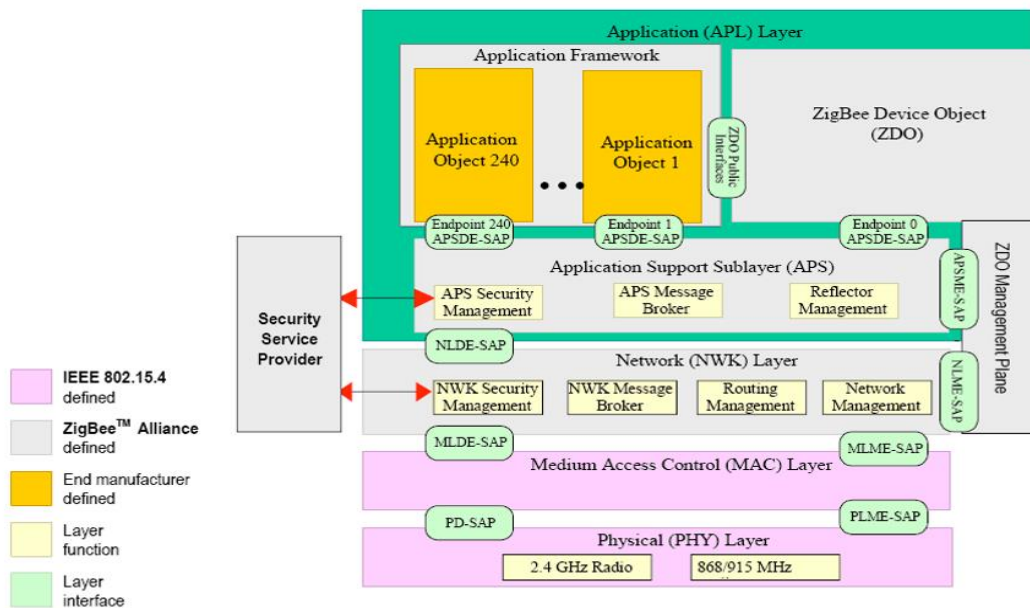 Application (APL) Layer
Application Framework
Application
Object 240
Application
Object 1
ZDO Public
Interfaces
ZigBee Device Object
(ZDO)
Endpoint 240
APSDE-SAP
Endpoint 1
APSDE-SAP
Endpoint 0
APSDE-SAP
Application Support Sublayer (APS)
APS Security
Management
APS Message
Broker
Reflector
Management
APSME-SAP
ZDO Management Plane
Security
Service
Provider
NLDE-SAP
Network (NWK) Layer
NWK Security
Management
NWK Message
Broker
Routing
Management
Network
Management
NLME-SAP
MLDE-SAP
MLME-SAP
Medium Access Control (MAC) Layer
PD-SAP
PLME-SAP
Physical (PHY) Layer
2.4 GHz Radio
868/915 MHz
IEEE 802.15.4
defined
ZigBee™ Alliance
defined
End manufacturer
defined
Layer
function
Layer
interface